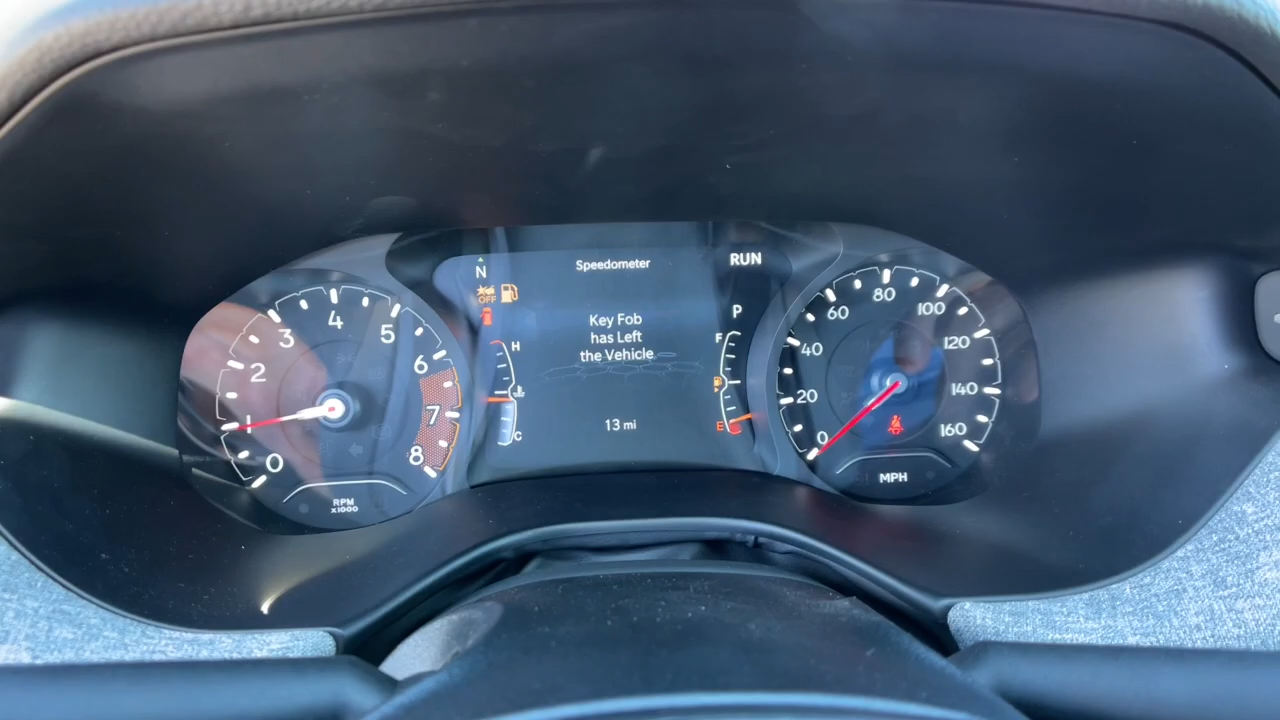 N
Speedometer
RUN
OFF
Key Fob
has Left
the Vehicle
13 mi
H
C
P
F
E
0
1
2
3
4
5
6
7
8
RPM
x1000
0
20
40
60
80
100
120
140
160
MPH